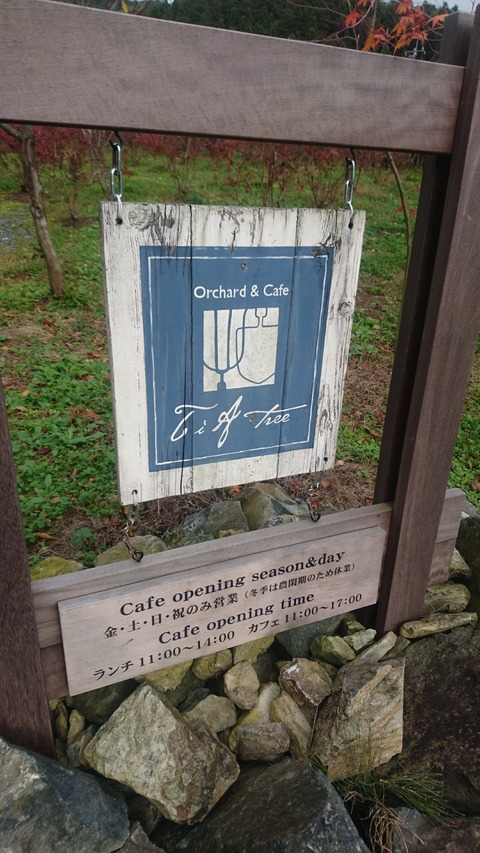 Orchard & Cafe
Ti A Tree
Cafe opening season&day
金・土・日・祝のみ営業（冬季は農閑期のため休業）
Cafe opening time
ランチ 11:00～14:00 カフェ 11:00～17:00